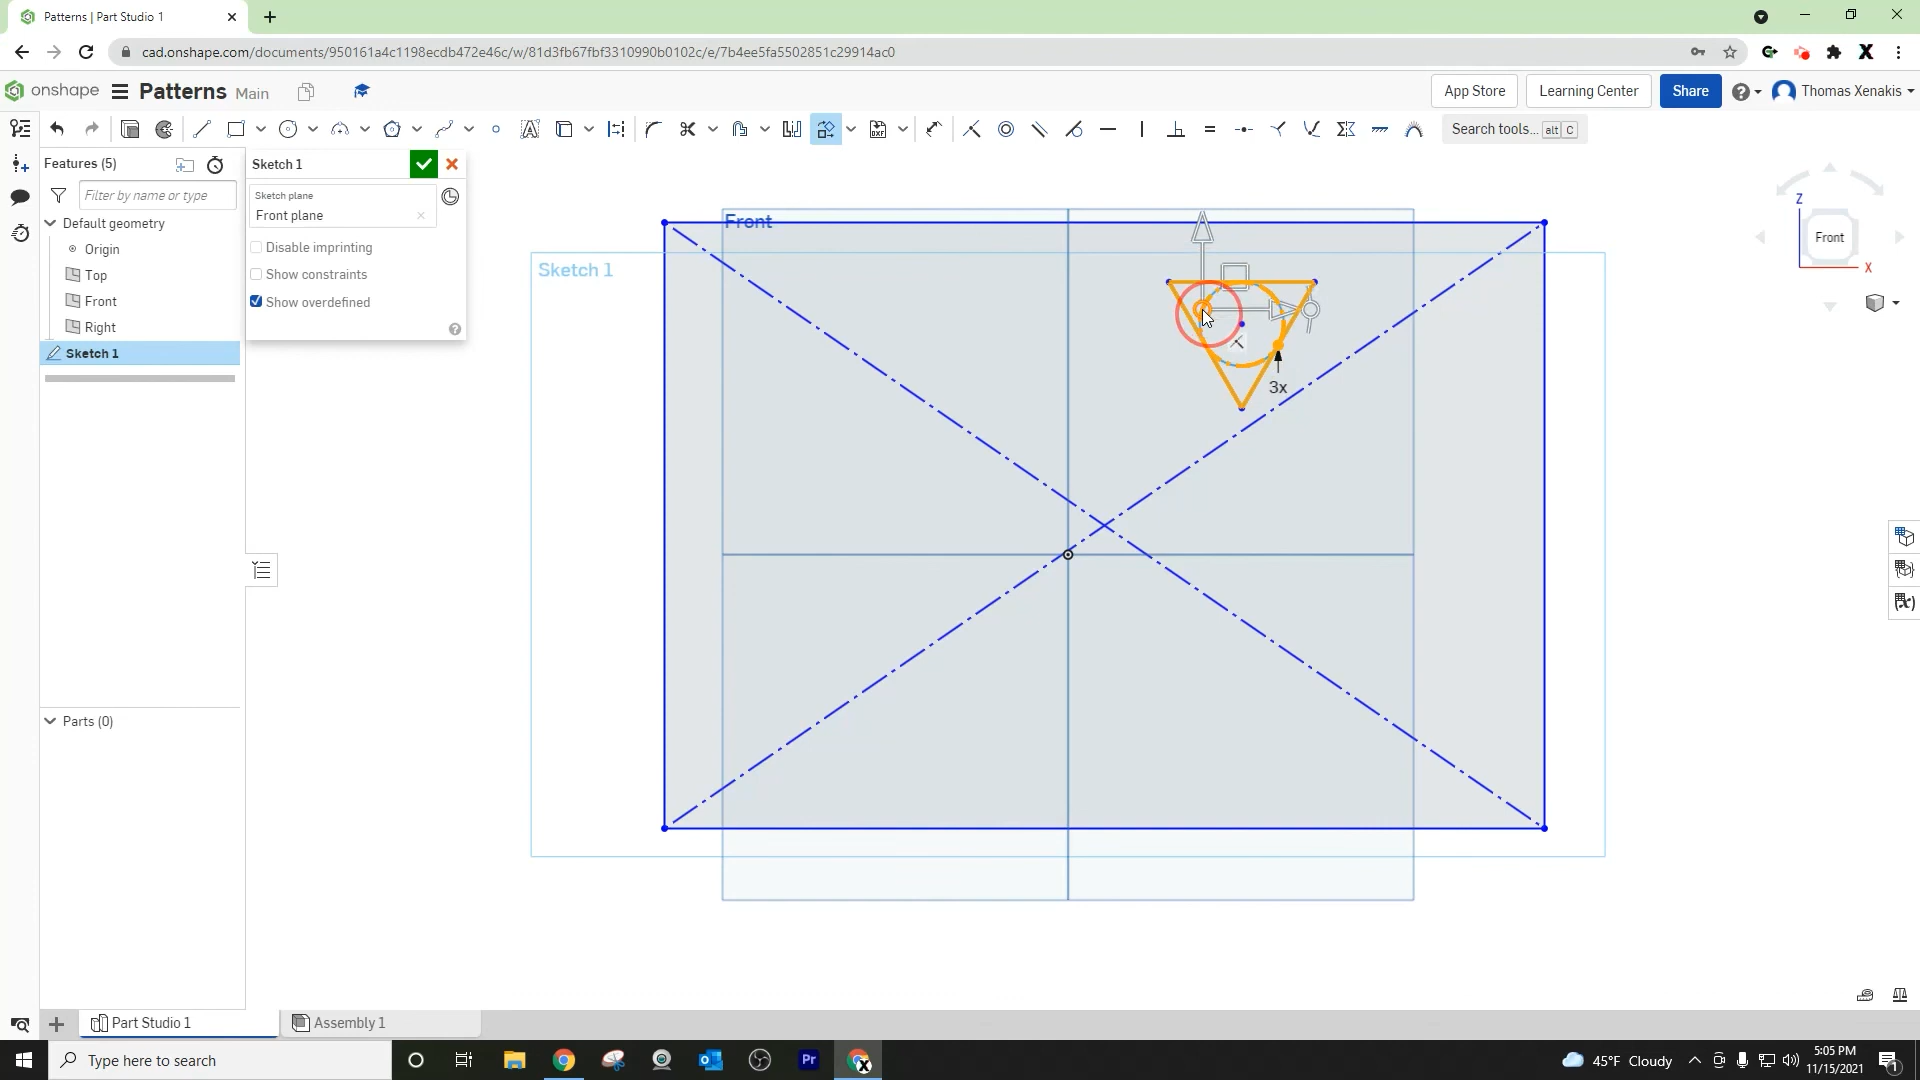 Patterns | Part Studio 1
cad.onshape.com/documents/950161a4c1198ecdb472e46c/w/81d3fb67fbf3310990b0102c/e/7b4ee5fa5502851c29914ac0
onshape Patterns Main App Store Learning Center Share Thomas Xenakis
Search tools... alt C
Features (5)
Filter by name or type
Default geometry
Origin
Top
Front
Right
Sketch 1
Parts (0)
Sketch 1
Sketch plane
Front plane
Disable imprinting
Show constraints
Show overdefined
Front
Sketch 1
3x
Z
Front
X
Part Studio 1 Assembly 1
Type here to search
Pr
45°F Cloudy
5:05 PM
11/15/2021
1